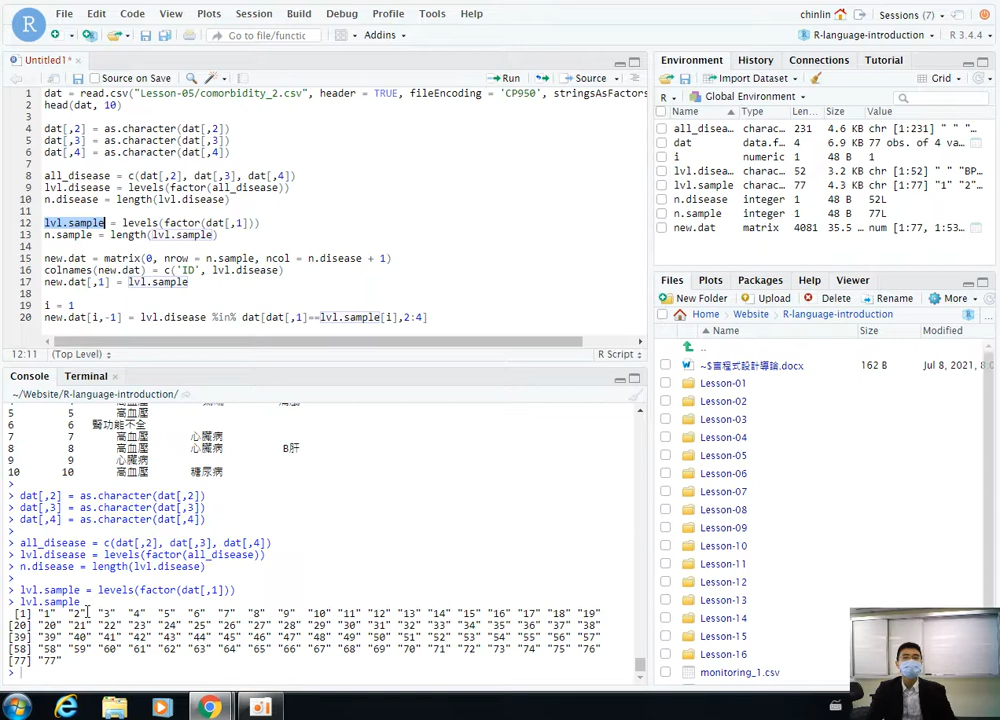 File Edit Code View Plots Session Build Debug Profile Tools Help
chinlin Sessions (7)
Go to file/functic Addins
R-language-introduction R 3.4.4
Untitled1*
Source on Save Run Source
1 dat = read.csv("Lesson-05/comorbidity_2.csv", header = TRUE, fileEncoding = 'CP950', stringsAsFactors
2 head(dat, 10)
3
4 dat[,2] = as.character(dat[,2])
5 dat[,3] = as.character(dat[,3])
6 dat[,4] = as.character(dat[,4])
7
8 all_disease = c(dat[,2], dat[,3], dat[,4])
9 lvl.disease = levels(factor(all_disease))
10 n.disease = length(lvl.disease)
11
12 lvl.sample = levels(factor(dat[,1]))
13 n.sample = length(lvl.sample)
14
15 new.dat = matrix(0, nrow = n.sample, ncol = n.disease + 1)
16 colnames(new.dat) = c('ID', lvl.disease)
17 new.dat[,1] = lvl.sample
18
19 i = 1
20 new.dat[i,-1] = lvl.disease %in% dat[dat[,1]==lvl.sample[i],2:4]
12:11 (Top Level) R Script
Console Terminal
~/Website/R-language-introduction/
5 5 高血壓
6 6 腎功能不全
7 7 高血壓 心臟病
8 8 高血壓 心臟病 B肝
9 9 心臟病
10 10 高血壓 糖尿病
> dat[,2] = as.character(dat[,2])
> dat[,3] = as.character(dat[,3])
> dat[,4] = as.character(dat[,4])
>
> all_disease = c(dat[,2], dat[,3], dat[,4])
> lvl.disease = levels(factor(all_disease))
> n.disease = length(lvl.disease)
>
> lvl.sample = levels(factor(dat[,1]))
> lvl.sample
[1] "1" "2" "3" "4" "5" "6" "7" "8" "9" "10" "11" "12" "13" "14" "15" "16" "17" "18" "19"
[20] "20" "21" "22" "23" "24" "25" "26" "27" "28" "29" "30" "31" "32" "33" "34" "35" "36" "37" "38"
[39] "39" "40" "41" "42" "43" "44" "45" "46" "47" "48" "49" "50" "51" "52" "53" "54" "55" "56" "57"
[58] "58" "59" "60" "61" "62" "63" "64" "65" "66" "67" "68" "69" "70" "71" "72" "73" "74" "75" "76"
[77] "77"
>
Environment History Connections Tutorial
Import Dataset Grid
R Global Environment
Name Type Length Size Value
all_disea… charac… 231 4.6 KB chr [1:231] " " "…
dat data.f… 4 6.9 KB 77 obs. of 4 va…
i numeric 1 48 B 1
lvl.disea… charac… 52 3.2 KB chr [1:52] " " "BP…
lvl.sample charac… 77 4.3 KB chr [1:77] "1" "2"…
n.disease integer 1 48 B 52L
n.sample integer 1 48 B 77L
new.dat matrix 4081 35.5 … num [1:77, 1:53…
Files Plots Packages Help Viewer
New Folder Upload Delete Rename More
Home Website R-language-introduction ...
Name Size Modified
..
~$言程式設計導論.docx 162 B Jul 8, 2021, 8:0
Lesson-01
Lesson-02
Lesson-03
Lesson-04
Lesson-05
Lesson-06
Lesson-07
Lesson-08
Lesson-09
Lesson-10
Lesson-11
Lesson-12
Lesson-13
Lesson-14
Lesson-15
Lesson-16
monitoring_1.csv